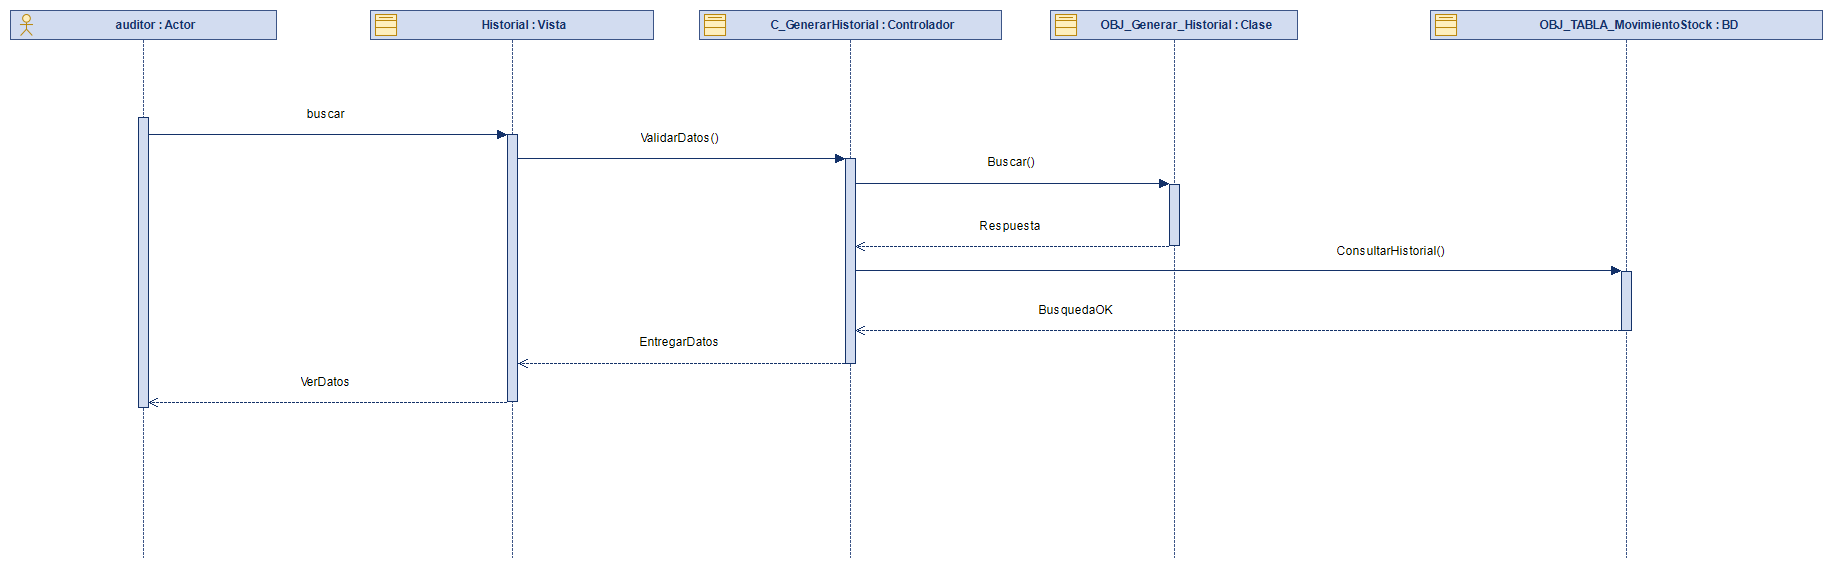 auditor : Actor
Historial : Vista
C_GenerarHistorial : Controlador
OBJ_Generar_Historial : Clase
OBJ_TABLA_MovimientoStock : BD
buscar
ValidarDatos()
Buscar()
Respuesta
ConsultarHistorial()
BusquedaOK
EntregarDatos
VerDatos